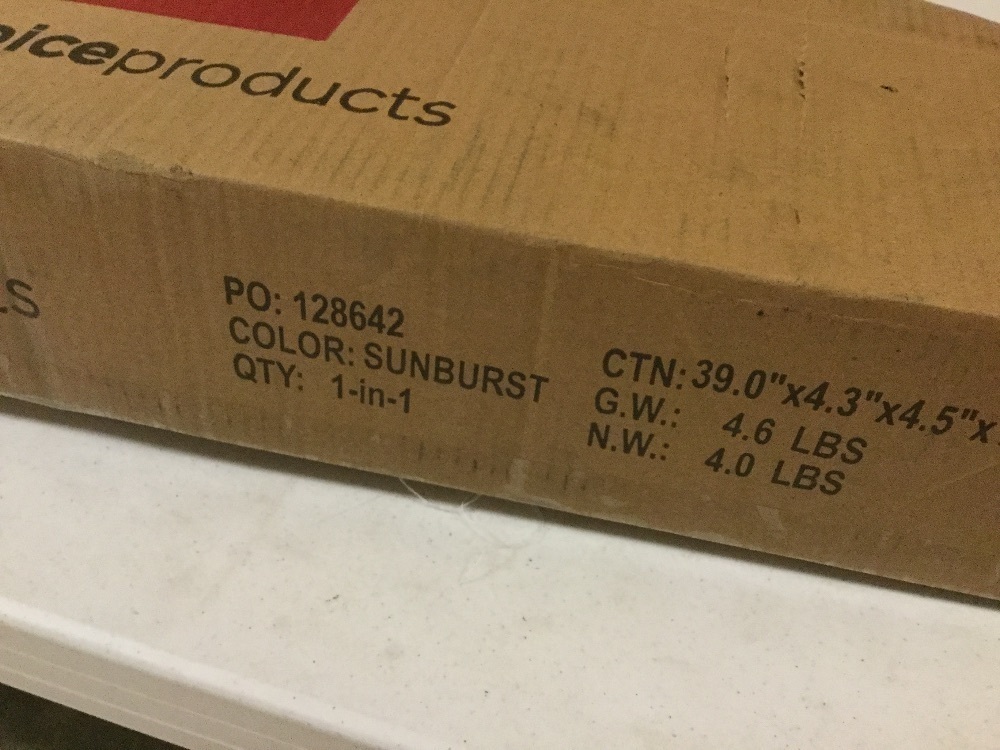 niceproducts
PO: 128642
COLOR: SUNBURST
QTY: 1-in-1
CTN: 39.0"x4.3"x4.5"x
G.W.: 4.6 LBS
N.W.: 4.0 LBS